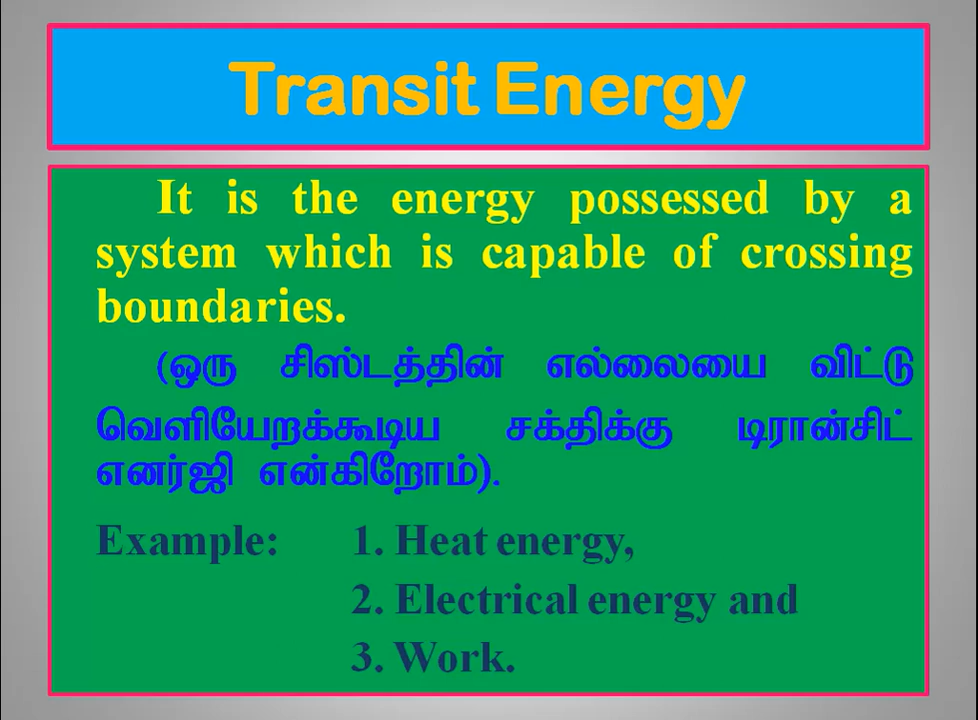 Transit Energy
It is the energy possessed by a
system which is capable of crossing
boundaries.
(ஒரு சிஸ்டத்தின் எல்லையை விட்டு
வெளியேறக்கூடிய சக்திக்கு டிரான்சிட்
எனர்ஜி என்கிறோம்).
Example: 1. Heat energy,
2. Electrical energy and
3. Work.